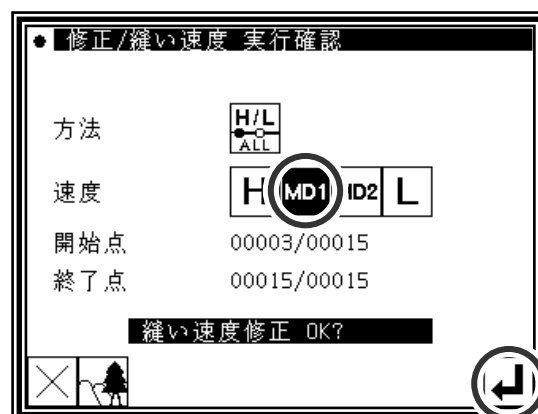 ● 修正/縫い速度 実行確認
方法 H/L ALL
速度 H MD1 MD2 L
開始点 00003/00015
終了点 00015/00015
縫い速度修正 OK?